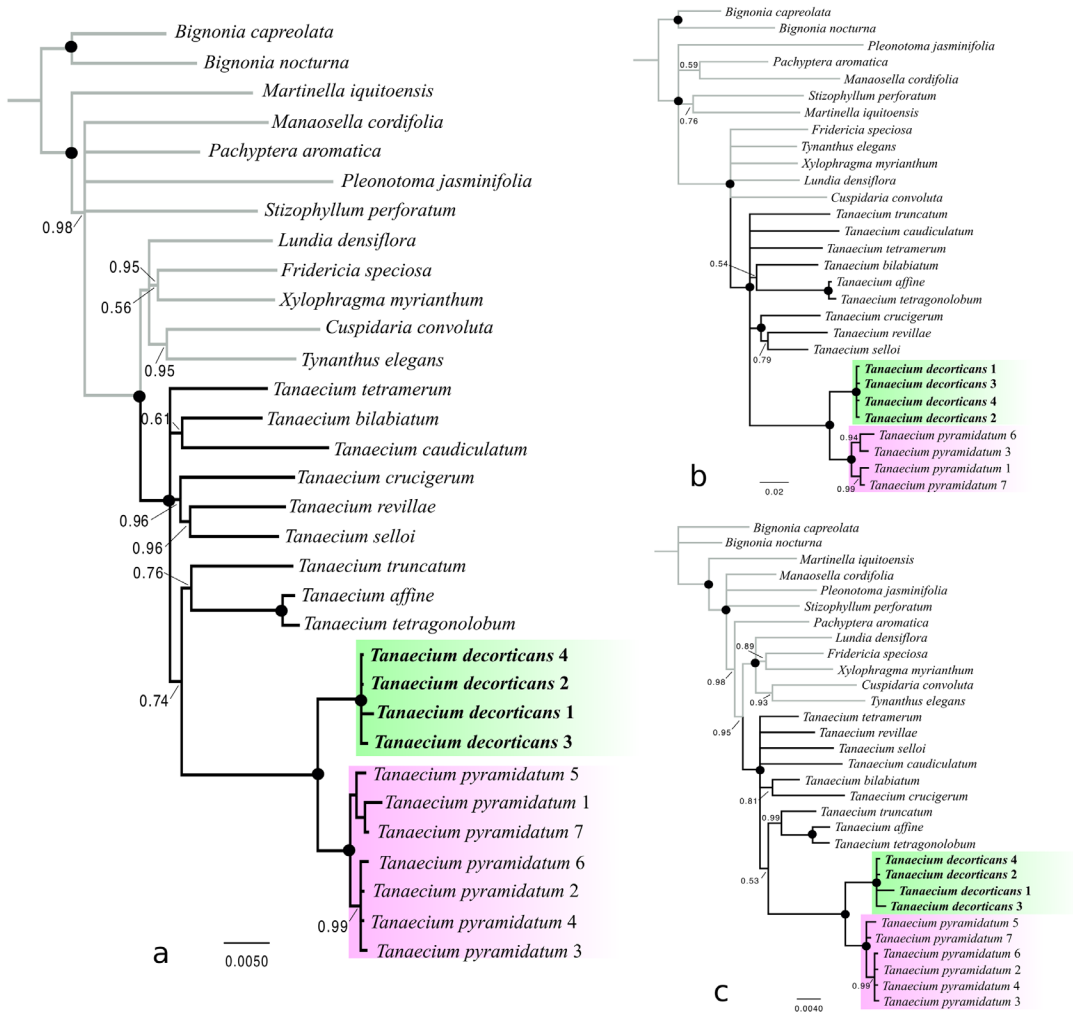 Bignonia capreolata
Bignonia nocturna
Martinella iquitoensis
Manaosella cordifolia
Pachyptera aromatica
Pleonotoma jasminifolia
Stizophyllum perforatum
0.98
Lundia densiflora
0.95
Fridericia speciosa
0.56
Xylophragma myrianthum
Cuspidaria convoluta
Tynanthus elegans
0.95
Tanaecium tetramerum
0.61
Tanaecium bilabiatum
Tanaecium caudiculatum
Tanaecium crucigerum
Tanaecium revillae
0.96
Tanaecium selloi
0.96
Tanaecium truncatum
0.76
Tanaecium affine
Tanaecium tetragonolobum
Tanaecium decorticans 4
Tanaecium decorticans 2
0.74
Tanaecium decorticans 1
Tanaecium decorticans 3
Tanaecium pyramidatum 5
Tanaecium pyramidatum 1
Tanaecium pyramidatum 7
Tanaecium pyramidatum 6
Tanaecium pyramidatum 2
Tanaecium pyramidatum 4
0.99
Tanaecium pyramidatum 3
a
0.0050
Bignonia capreolata
Bignonia nocturna
Pleonotoma jasminifolia
0.59
Pachyptera aromatica
Manaosella cordifolia
Stizophyllum perforatum
Martinella iquitoensis
0.76
Fridericia speciosa
Tynanthus elegans
Xylophragma myrianthum
Lundia densiflora
Cuspidaria convoluta
Tanaecium truncatum
Tanaecium caudiculatum
Tanaecium tetramerum
0.54
Tanaecium bilabiatum
Tanaecium affine
Tanaecium tetragonolobum
Tanaecium crucigerum
Tanaecium revillae
Tanaecium selloi
0.79
Tanaecium decorticans 1
Tanaecium decorticans 3
Tanaecium decorticans 4
Tanaecium decorticans 2
0.94
Tanaecium pyramidatum 6
Tanaecium pyramidatum 3
Tanaecium pyramidatum 1
Tanaecium pyramidatum 7
0.99
b
0.02
Bignonia capreolata
Bignonia nocturna
Martinella iquitoensis
Manaosella cordifolia
Pleonotoma jasminifolia
Stizophyllum perforatum
Pachyptera aromatica
Lundia densiflora
0.89
Fridericia speciosa
Xylophragma myrianthum
0.98
Cuspidaria convoluta
0.93
Tynanthus elegans
Tanaecium tetramerum
0.95
Tanaecium revillae
Tanaecium selloi
Tanaecium caudiculatum
Tanaecium bilabiatum
Tanaecium crucigerum
0.81
Tanaecium truncatum
0.99
Tanaecium affine
Tanaecium tetragonolobum
Tanaecium decorticans 4
Tanaecium decorticans 2
0.53
Tanaecium decorticans 1
Tanaecium decorticans 3
Tanaecium pyramidatum 5
Tanaecium pyramidatum 7
Tanaecium pyramidatum 6
Tanaecium pyramidatum 2
Tanaecium pyramidatum 4
0.99
Tanaecium pyramidatum 3
c
0.0040